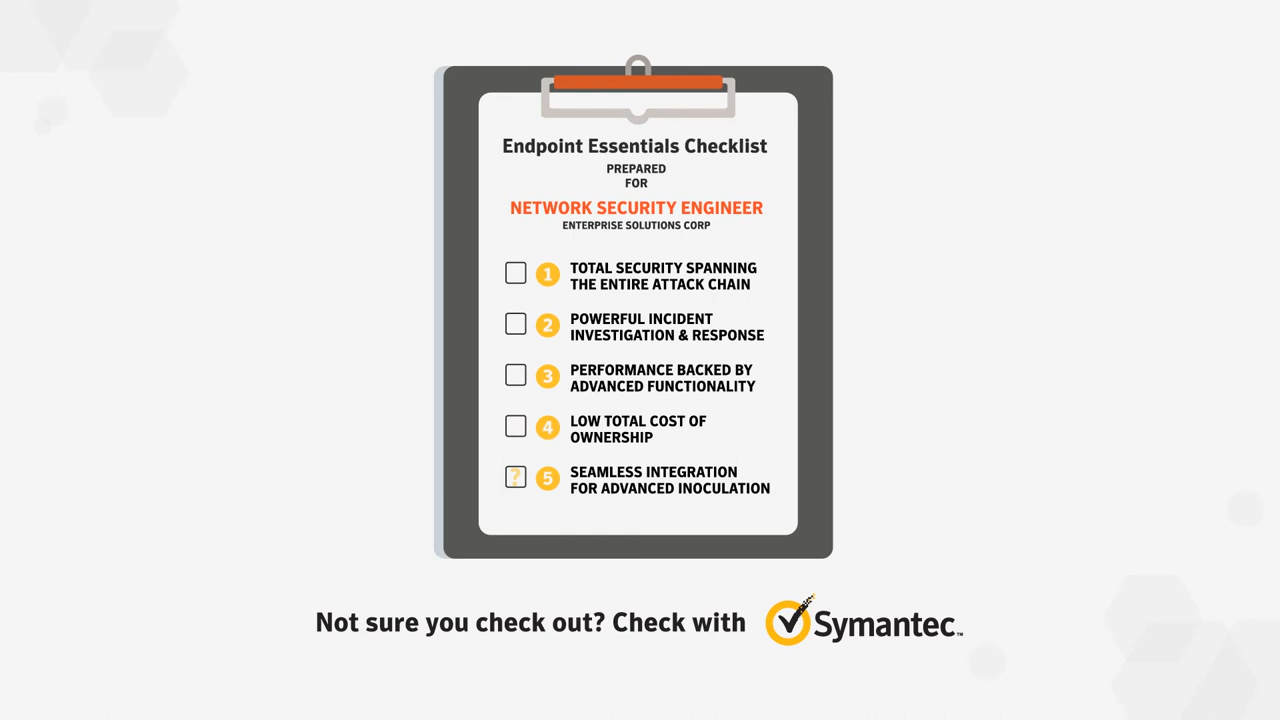 Endpoint Essentials Checklist
PREPARED
FOR
NETWORK SECURITY ENGINEER
ENTERPRISE SOLUTIONS CORP
1 TOTAL SECURITY SPANNING
THE ENTIRE ATTACK CHAIN
2 POWERFUL INCIDENT
INVESTIGATION & RESPONSE
3 PERFORMANCE BACKED BY
ADVANCED FUNCTIONALITY
4 LOW TOTAL COST OF
OWNERSHIP
? 5 SEAMLESS INTEGRATION
FOR ADVANCED INOCULATION
Not sure you check out? Check with Symantec™